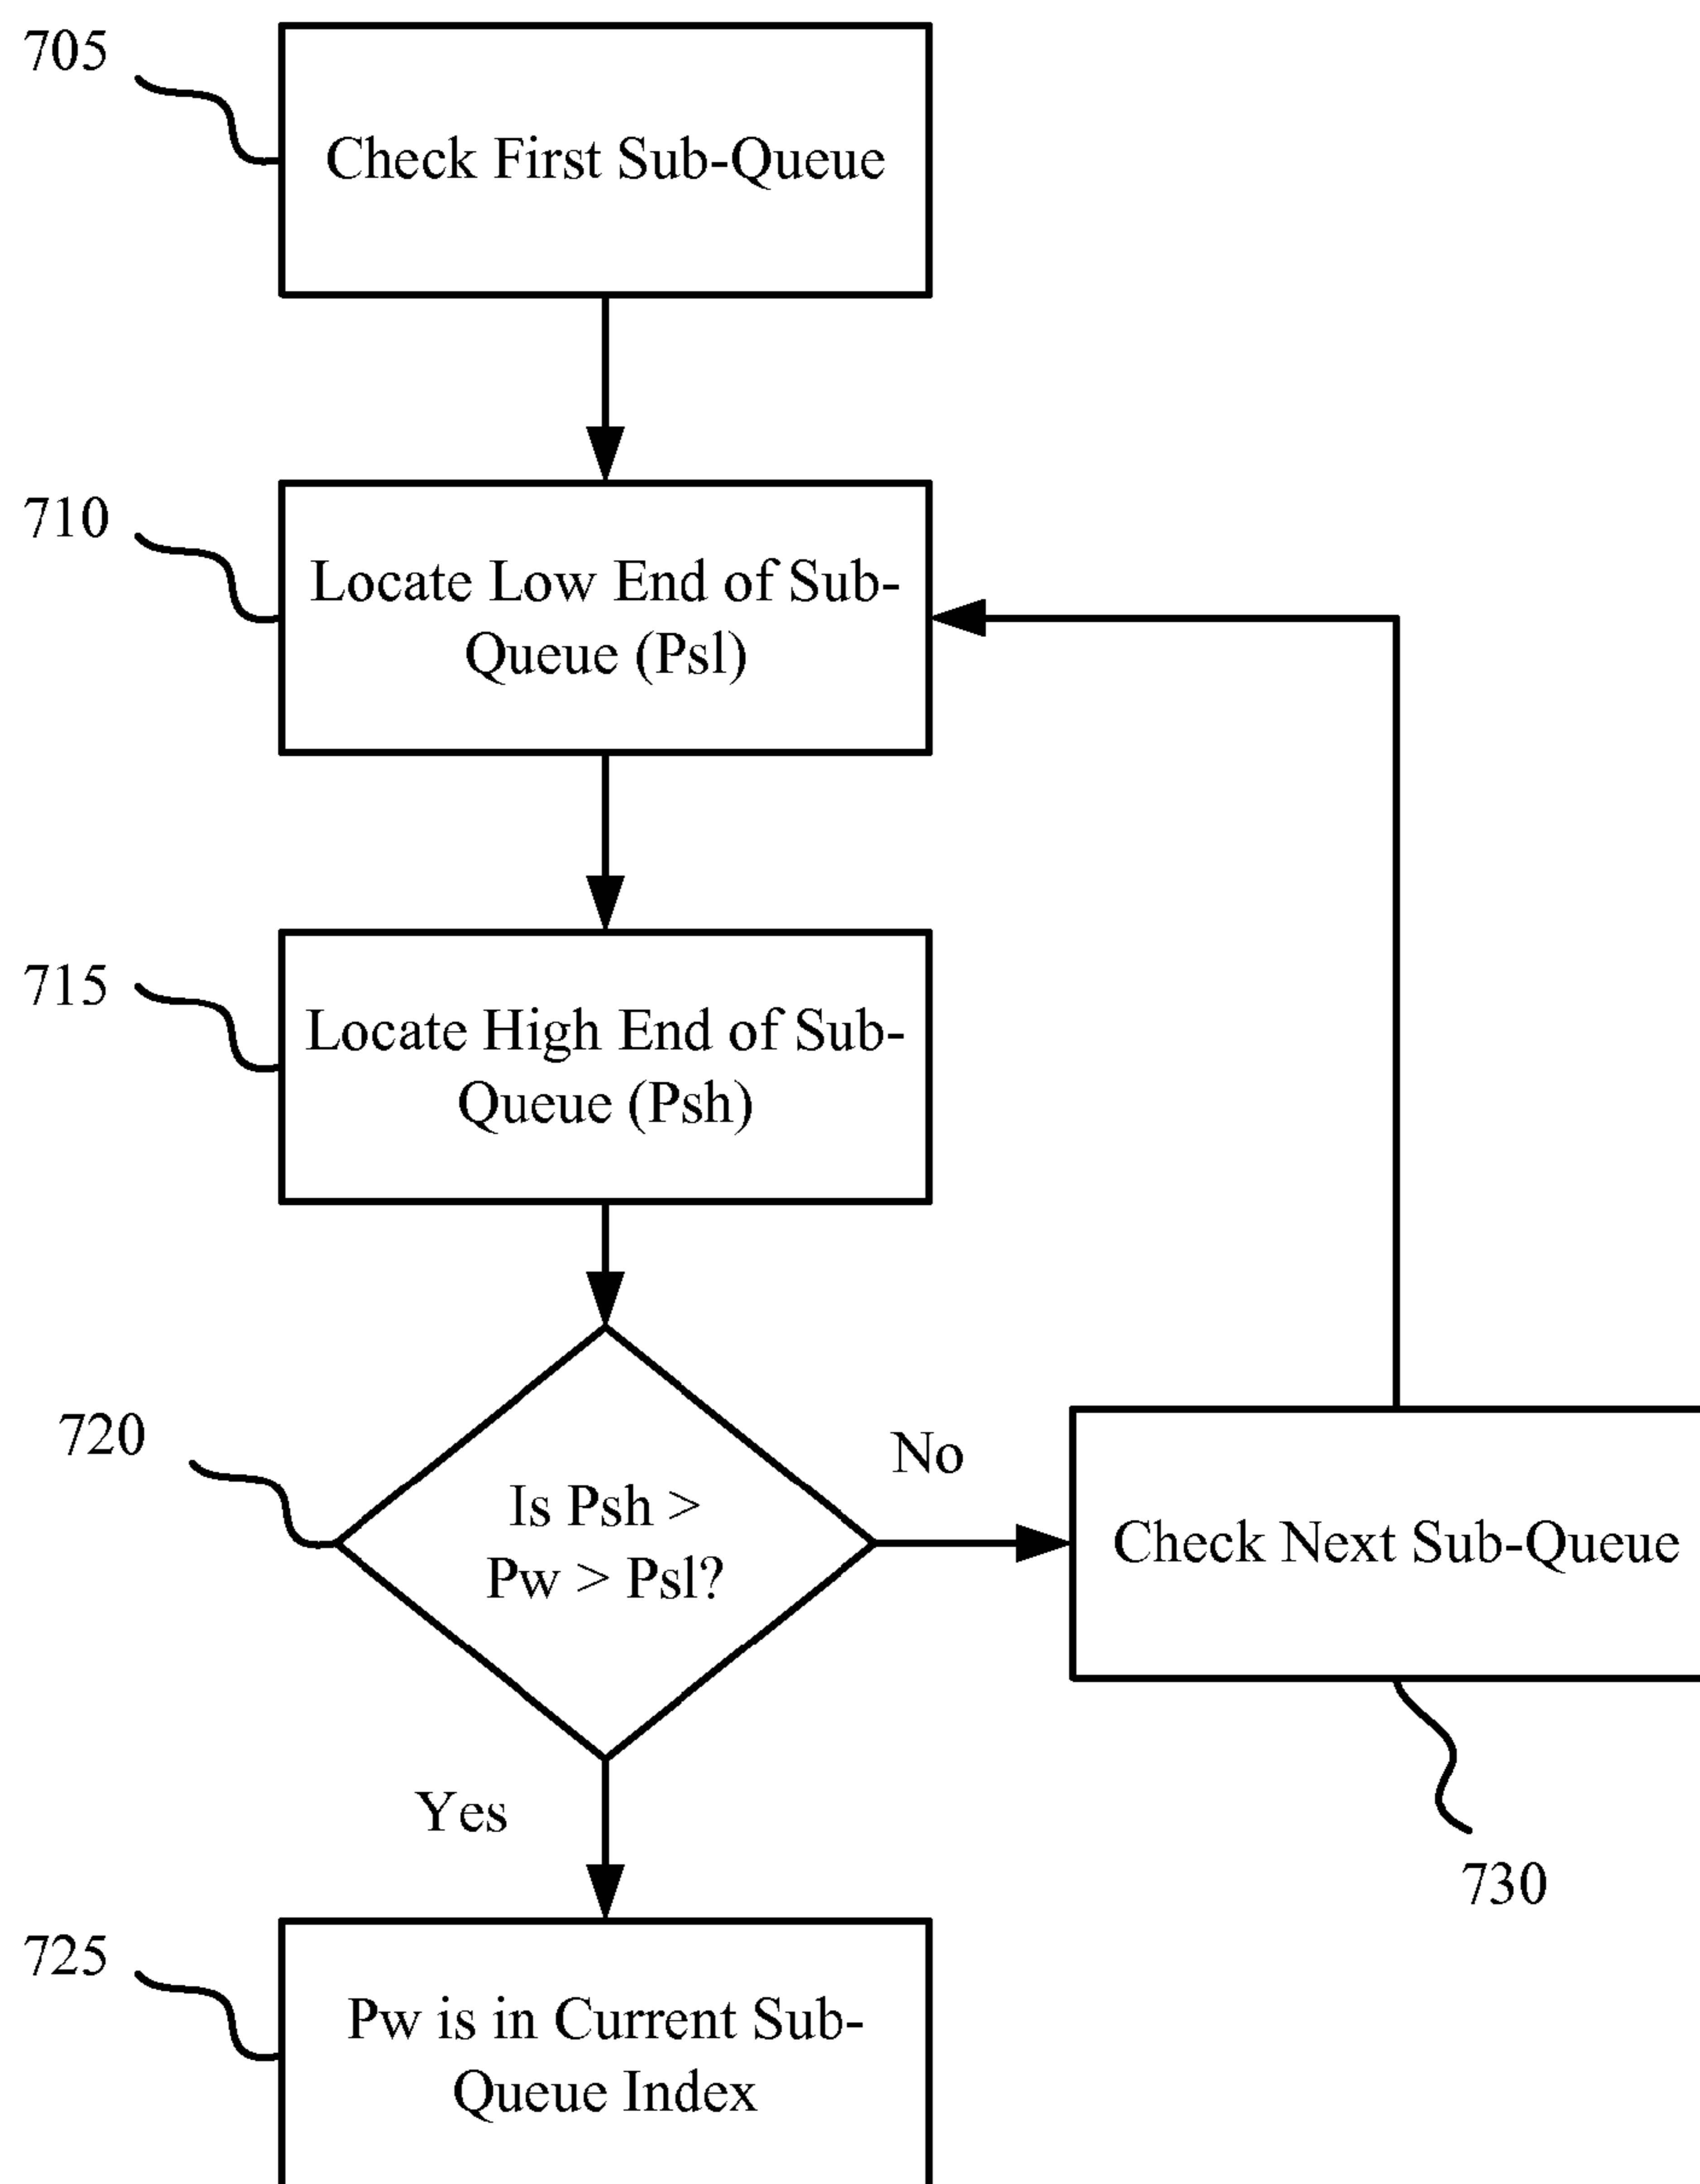 705
Check First Sub-Queue
710
Locate Low End of Sub-
Queue (Psl)
715
Locate High End of Sub-
Queue (Psh)
720
Is Psh >
Pw > Psl?
No
Check Next Sub-Queue
730
Yes
725
Pw is in Current Sub-
Queue Index